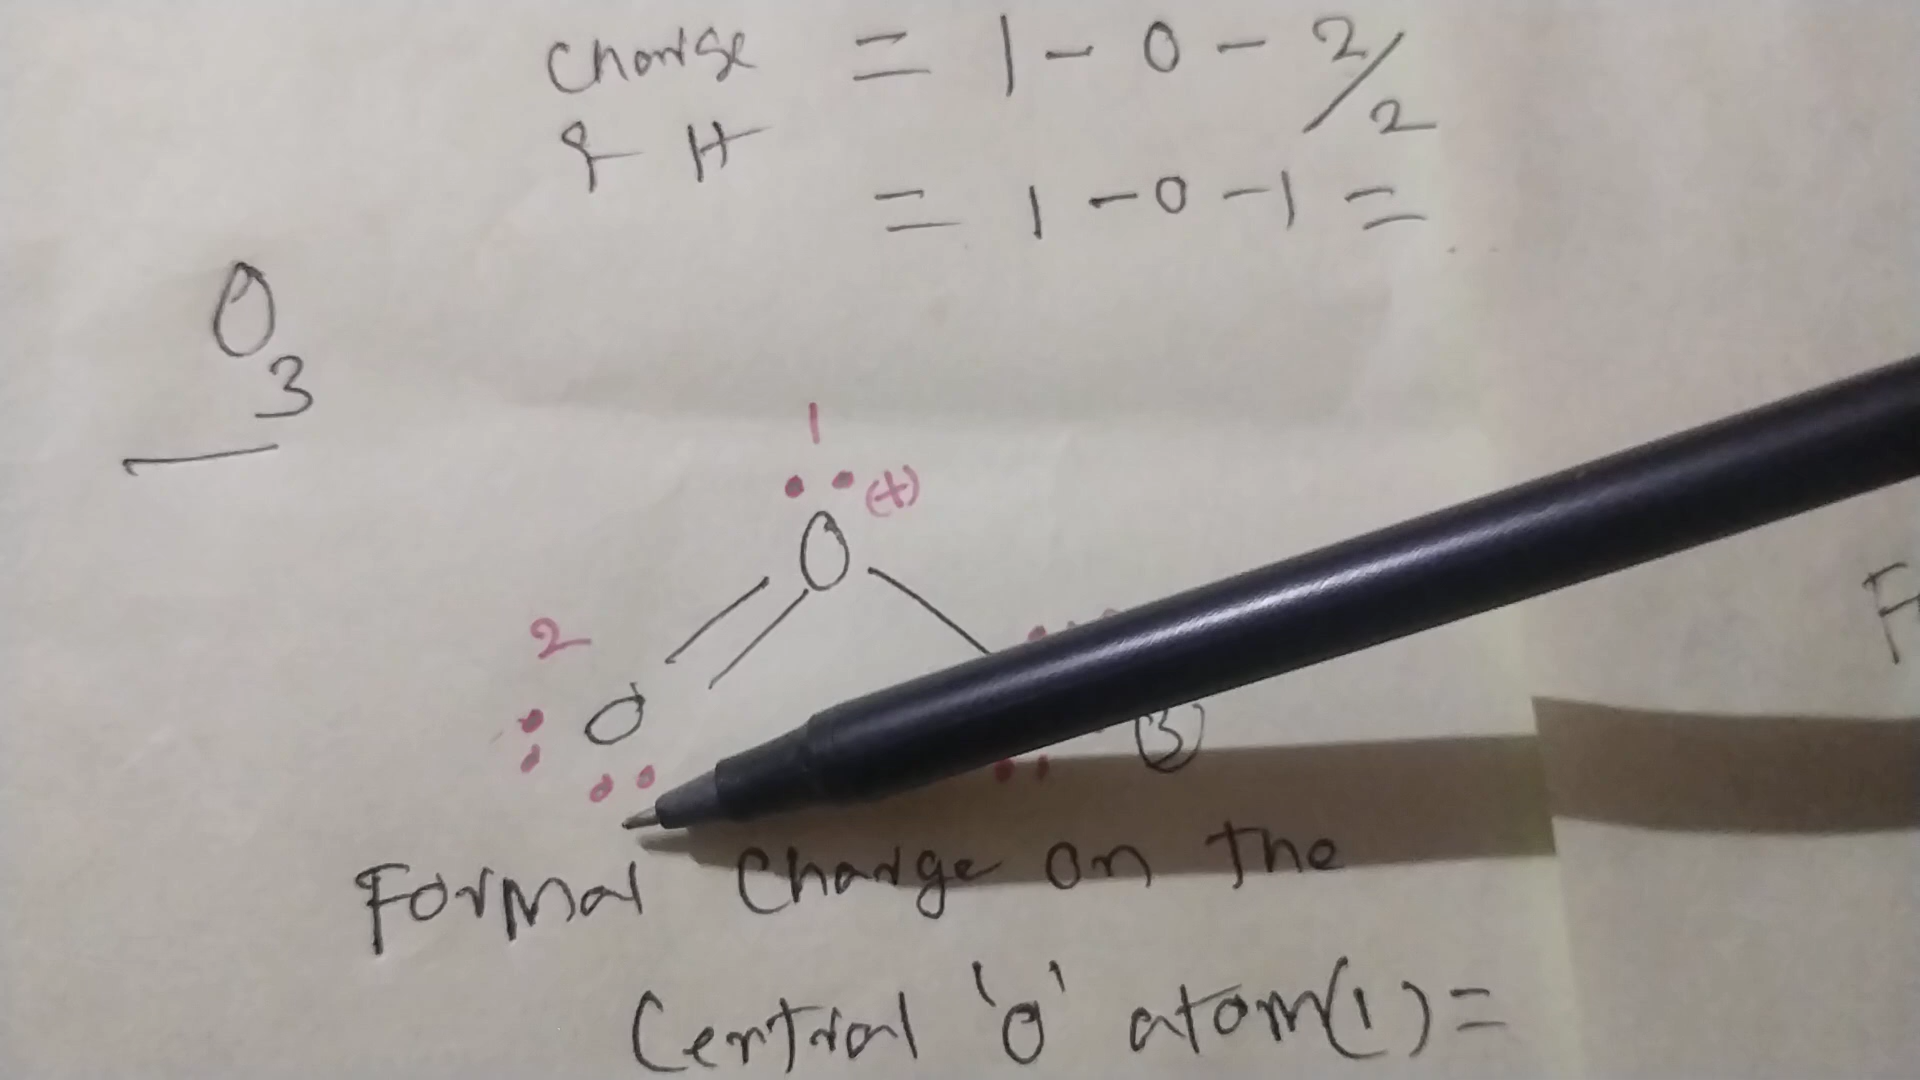 Charge = 1 - 0 - 2/2
of H
= 1 - 0 - 1 =
O3
1
(+)
O
2
O
(3)
Formal Charge on the
Central 'O' atom(1) =